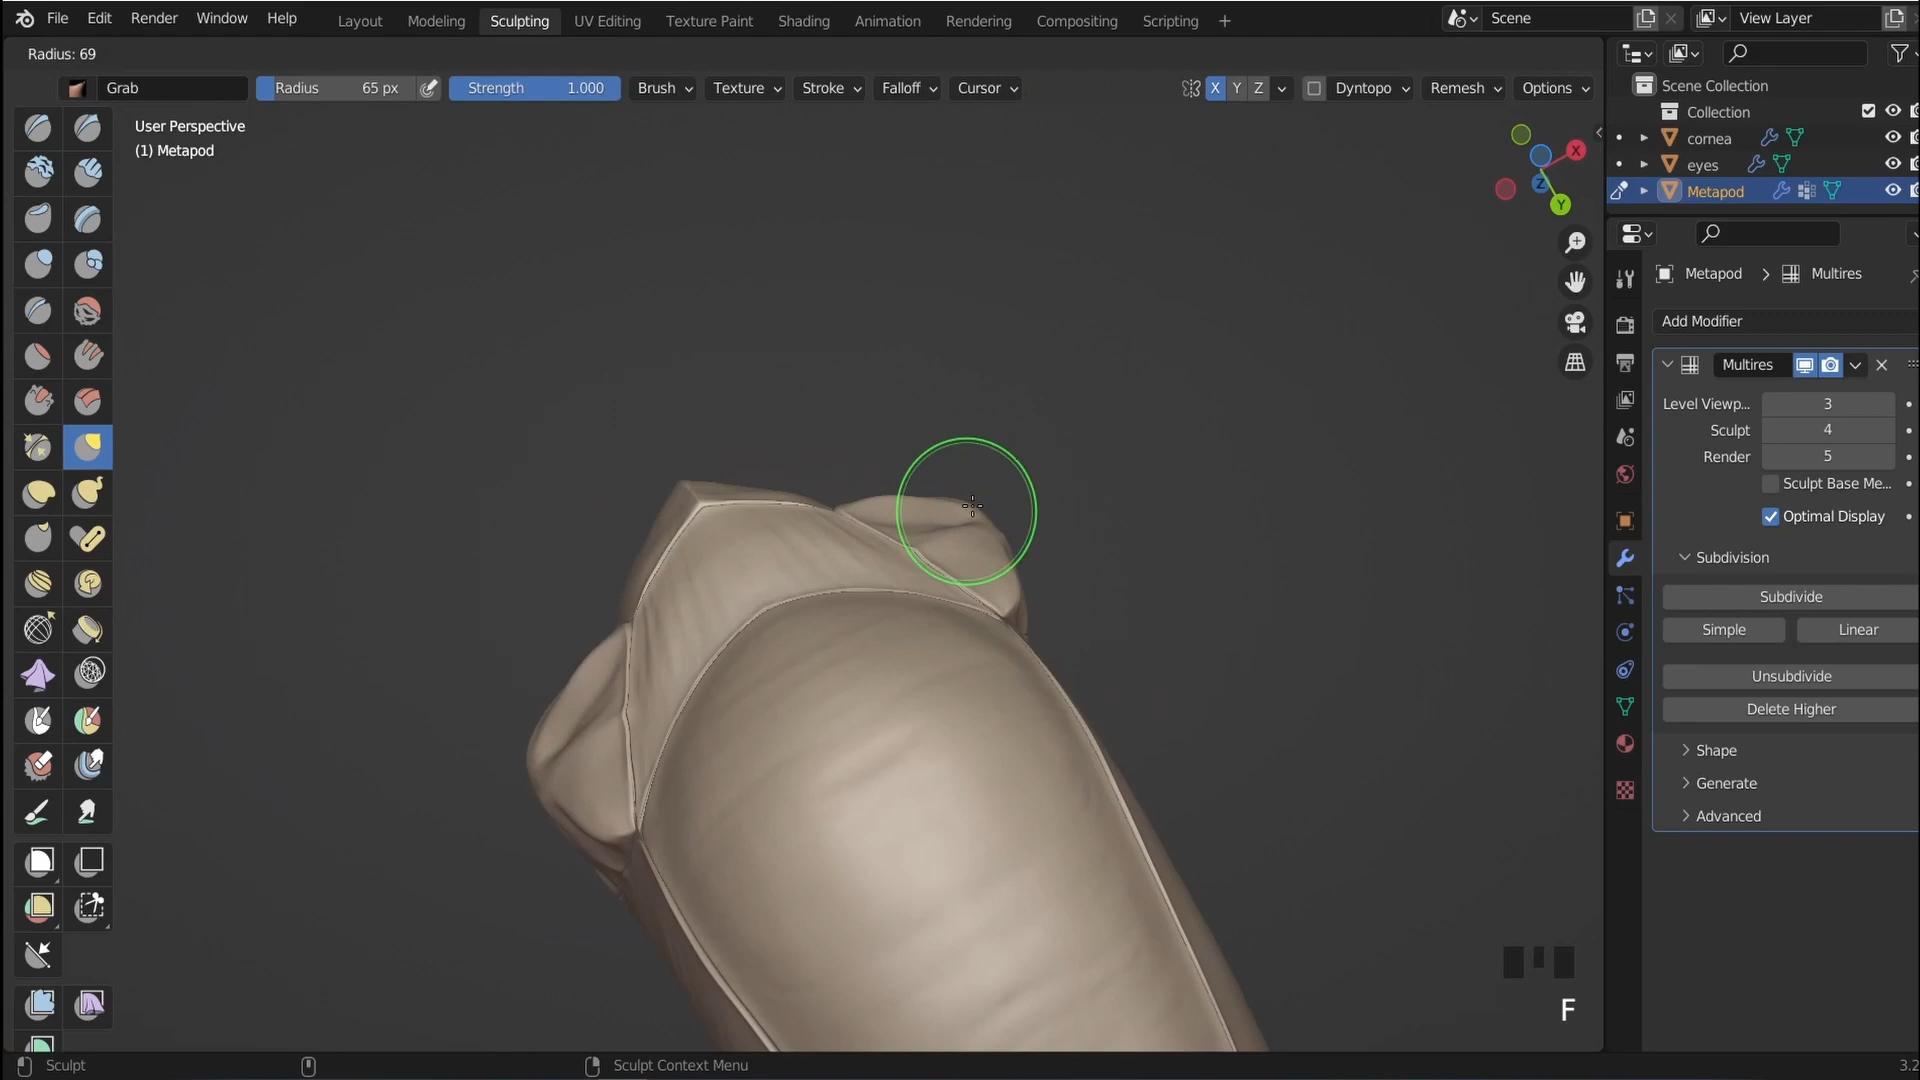 File Edit Render Window Help Layout Modeling Sculpting UV Editing Texture Paint Shading Animation Rendering Compositing Scripting + Scene View Layer
Radius: 69
Grab Radius 65 px Strength 1.000 Brush Texture Stroke Falloff Cursor X Y Z Dyntopo Remesh Options
User Perspective
(1) Metapod
X
Z
Y
Scene Collection
Collection
cornea
eyes
Metapod
Metapod > Multires
Add Modifier
Multires
Level Viewp... 3
Sculpt 4
Render 5
Sculpt Base Me...
Optimal Display
Subdivision
Subdivide
Simple Linear
Unsubdivide
Delete Higher
Shape
Generate
Advanced
F
Sculpt Sculpt Context Menu 3.2